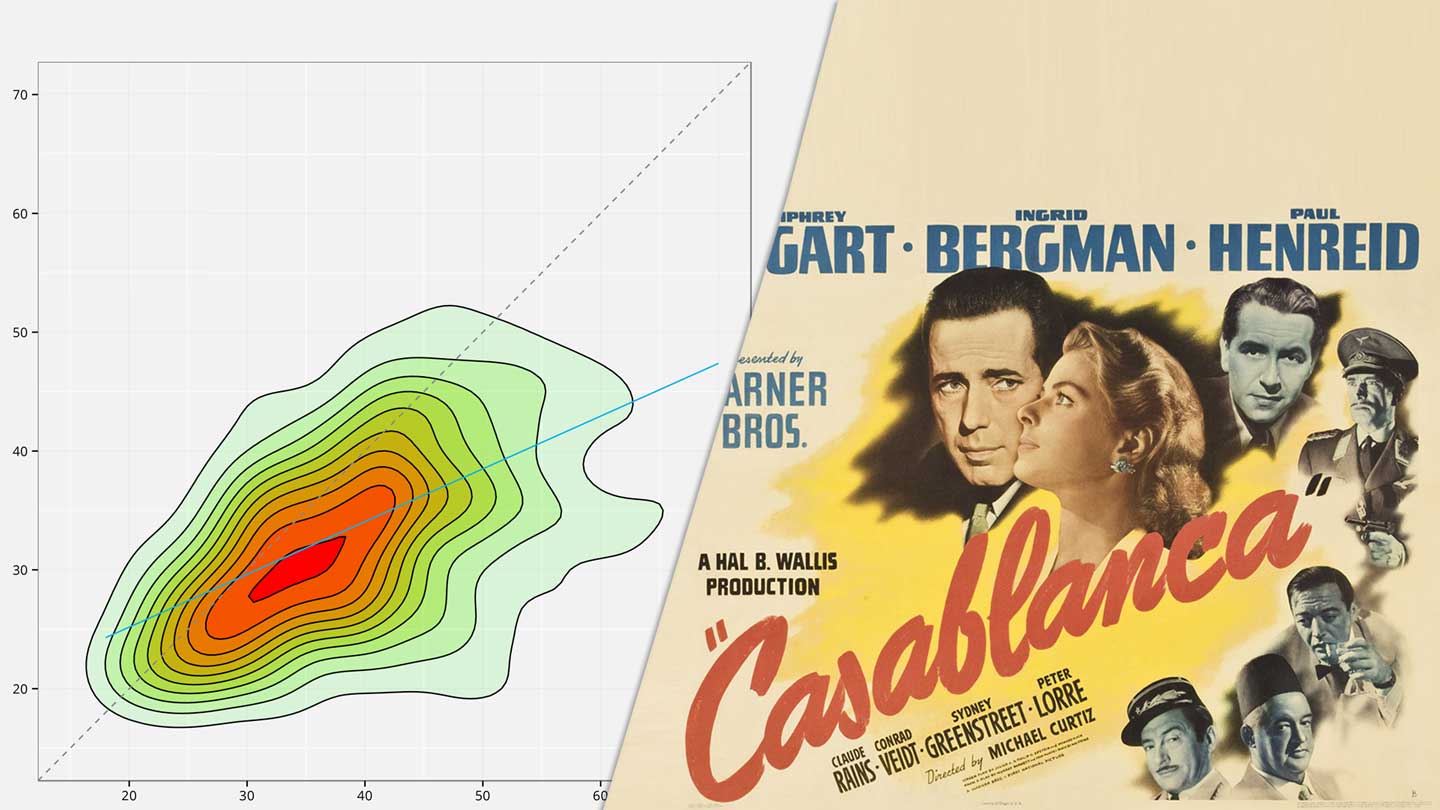 70
60
50
40
30
20
20 30 40 50 60
MPHREY INGRID PAUL
GART · BERGMAN · HENREID
esented by
ARNER
BROS.
A HAL B. WALLIS
PRODUCTION
"Casablanca"
CLAUDE CONRAD SYDNEY PETER
RAINS · VEIDT · GREENSTREET · LORRE
Directed by MICHAEL CURTIZ